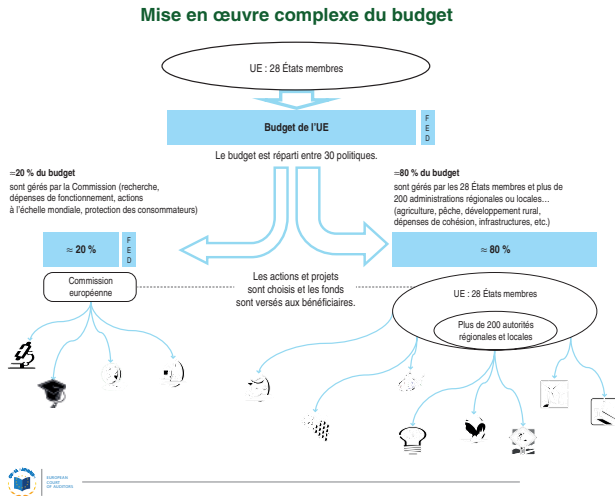 Mise en œuvre complexe du budget
UE : 28 États membres
Budget de l'UE
F
E
D
Le budget est réparti entre 30 politiques.
≈20 % du budget
sont gérés par la Commission (recherche,
dépenses de fonctionnement, actions
à l'échelle mondiale, protection des consommateurs)
≈80 % du budget
sont gérés par les 28 États membres et plus de
200 administrations régionales ou locales…
(agriculture, pêche, développement rural,
dépenses de cohésion, infrastructures, etc.)
≈ 20 %
F
E
D
≈ 80 %
Commission
européenne
Les actions et projets
sont choisis et les fonds
sont versés aux bénéficiaires.
UE : 28 États membres
Plus de 200 autorités
régionales et locales
EUROPEAN
COURT
OF AUDITORS